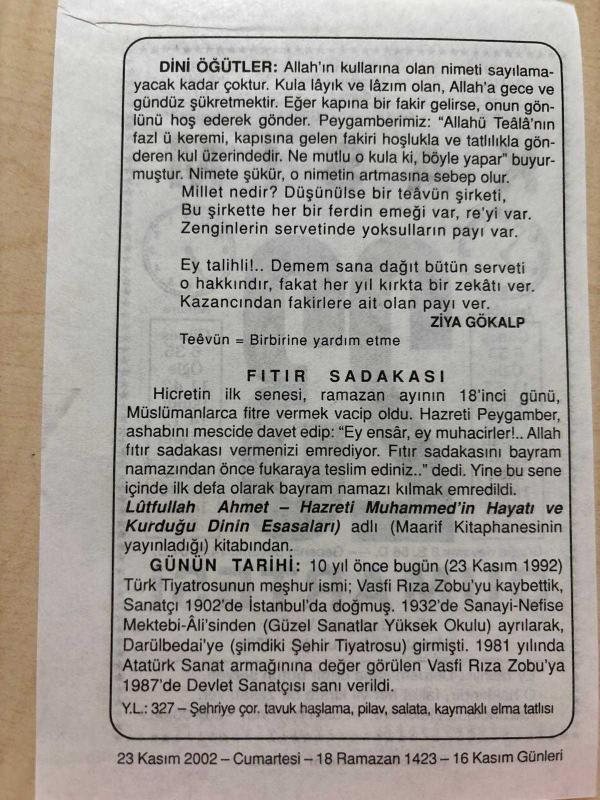 DİNİ ÖĞÜTLER: Allah'ın kullarına olan nimeti sayılama-
yacak kadar çoktur. Kula lâyık ve lâzım olan, Allah'a gece ve
gündüz şükretmektir. Eğer kapına bir fakir gelirse, onun gön-
lünü hoş ederek gönder. Peygamberimiz: "Allahü Teâlâ'nın
fazl ü keremi, kapısına gelen fakiri hoşlukla ve tatlılıkla gön-
deren kul üzerindedir. Ne mutlu o kula ki, böyle yapar" buyur-
muştur. Nimete şükür, o nimetin artmasına sebep olur.
Millet nedir? Düşünülse bir teâvün şirketi,
Bu şirkette her bir ferdin emeği var, re'yi var.
Zenginlerin servetinde yoksulların payı var.
Ey talihli!.. Demem sana dağıt bütün serveti
o hakkındır, fakat her yıl kırkta bir zekâtı ver.
Kazancından fakirlere ait olan payı ver.
ZİYA GÖKALP
Teêvün = Birbirine yardım etme
FITIR SADAKASI
Hicretin ilk senesi, ramazan ayının 18'inci günü,
Müslümanlarca fitre vermek vacip oldu. Hazreti Peygamber,
ashabını mescide davet edip: "Ey ensâr, ey muhacirler!.. Allah
fıtır sadakası vermenizi emrediyor. Fıtır sadakasını bayram
namazından önce fukaraya teslim ediniz.." dedi. Yine bu sene
içinde ilk defa olarak bayram namazı kılmak emredildi.
Lûtfullah Ahmet – Hazreti Muhammed'in Hayatı ve
Kurduğu Dinin Esasaları) adlı (Maarif Kitaphanesinin
yayınladığı) kitabından.
GÜNÜN TARİHİ: 10 yıl önce bugün (23 Kasım 1992)
Türk Tiyatrosunun meşhur ismi; Vasfi Rıza Zobu'yu kaybettik,
Sanatçı 1902'de İstanbul'da doğmuş. 1932'de Sanayi-Nefise
Mektebi-Âli'sinden (Güzel Sanatlar Yüksek Okulu) ayrılarak,
Darülbedai'ye (şimdiki Şehir Tiyatrosu) girmişti. 1981 yılında
Atatürk Sanat armağınına değer görülen Vasfi Rıza Zobu'ya
1987'de Devlet Sanatçısı sanı verildi.
Y.L.: 327 – Şehriye çor. tavuk haşlama, pilav, salata, kaymaklı elma tatlısı
23 Kasım 2002 – Cumartesi – 18 Ramazan 1423 – 16 Kasım Günleri